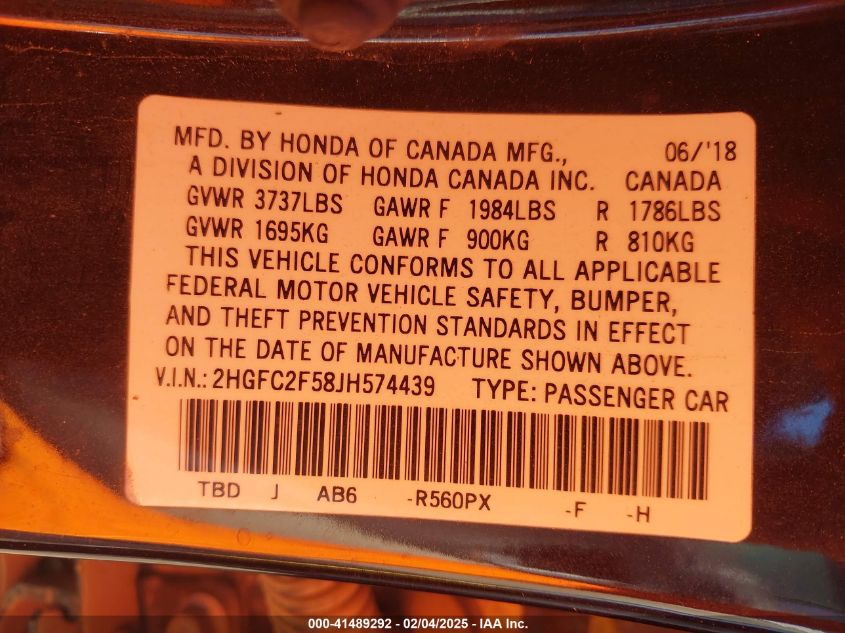 MFD. BY HONDA OF CANADA MFG., 06/'18
A DIVISION OF HONDA CANADA INC. CANADA
GVWR 3737LBS GAWR F 1984LBS R 1786LBS
GVWR 1695KG GAWR F 900KG R 810KG
THIS VEHICLE CONFORMS TO ALL APPLICABLE
FEDERAL MOTOR VEHICLE SAFETY, BUMPER,
AND THEFT PREVENTION STANDARDS IN EFFECT
ON THE DATE OF MANUFACTURE SHOWN ABOVE.
V.I.N.: 2HGFC2F58JH574439 TYPE: PASSENGER CAR
TBD J AB6 -R560PX -F -H
000-41489292 - 02/04/2025 - IAA Inc.